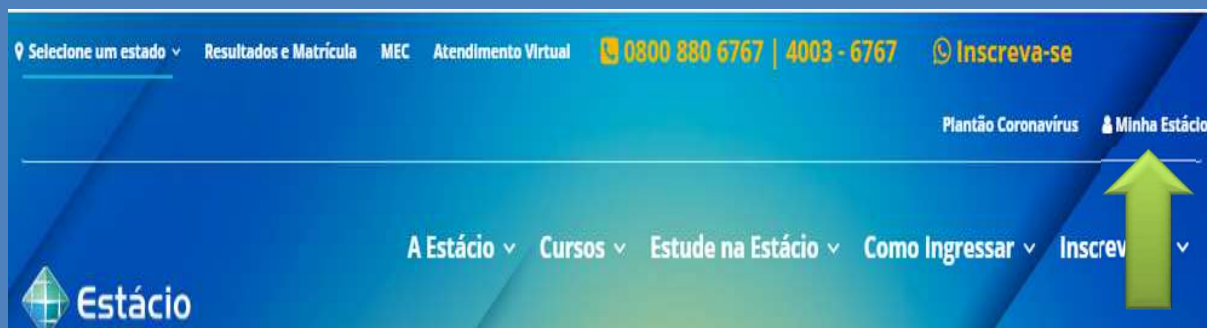 Selecione um estado Resultados e Matrícula MEC Atendimento Virtual 0800 880 6767 | 4003 - 6767 Inscreva-se
Plantão Coronavírus Minha Estácio
A Estácio Cursos Estude na Estácio Como Ingressar
Estácio